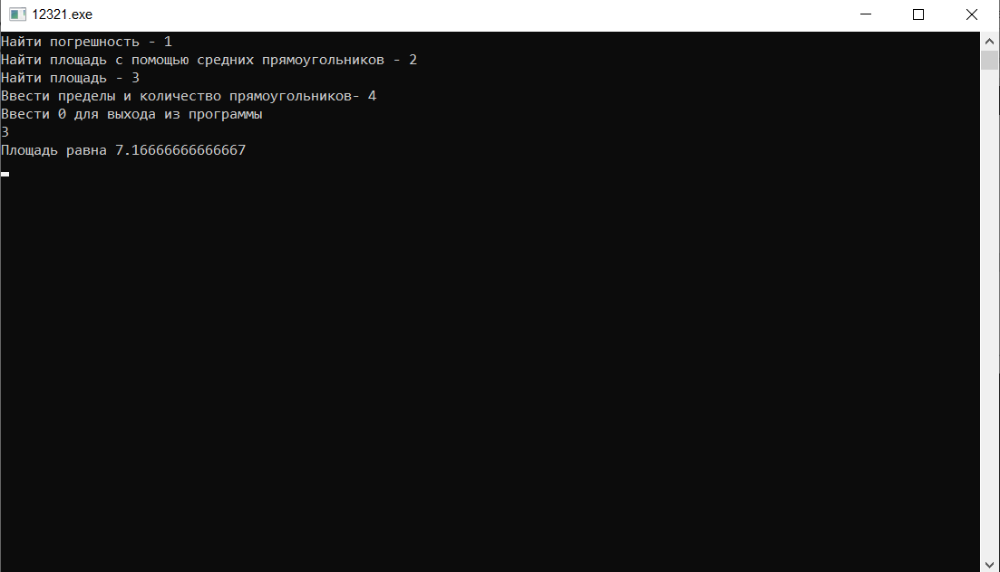 12321.exe
Найти погрешность - 1
Найти площадь с помощью средних прямоугольников - 2
Найти площадь - 3
Ввести пределы и количество прямоугольников- 4
Ввести 0 для выхода из программы
3
Площадь равна 7.16666666666667